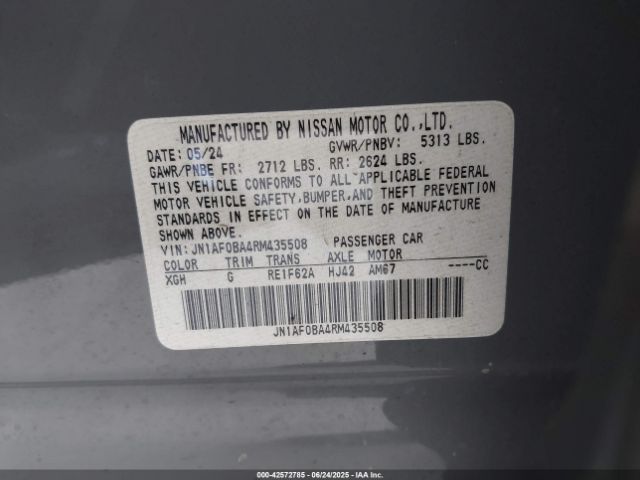 MANUFACTURED BY NISSAN MOTOR CO.,LTD.
DATE: 05/24 GVWR/PNBV: 5313 LBS.
GAWR/PNBE FR: 2712 LBS. RR: 2624 LBS.
THIS VEHICLE CONFORMS TO ALL APPLICABLE FEDERAL
MOTOR VEHICLE SAFETY, BUMPER, AND THEFT PREVENTION
STANDARDS IN EFFECT ON THE DATE OF MANUFACTURE
SHOWN ABOVE.
VIN: JN1AF0BA4RM435508 PASSENGER CAR
COLOR TRIM TRANS AXLE MOTOR
XGH G RE1F62A HJ42 AM67 ----CC
JN1AF0BA4RM435508
000-42572785 - 06/24/2025 - IAAI.COM